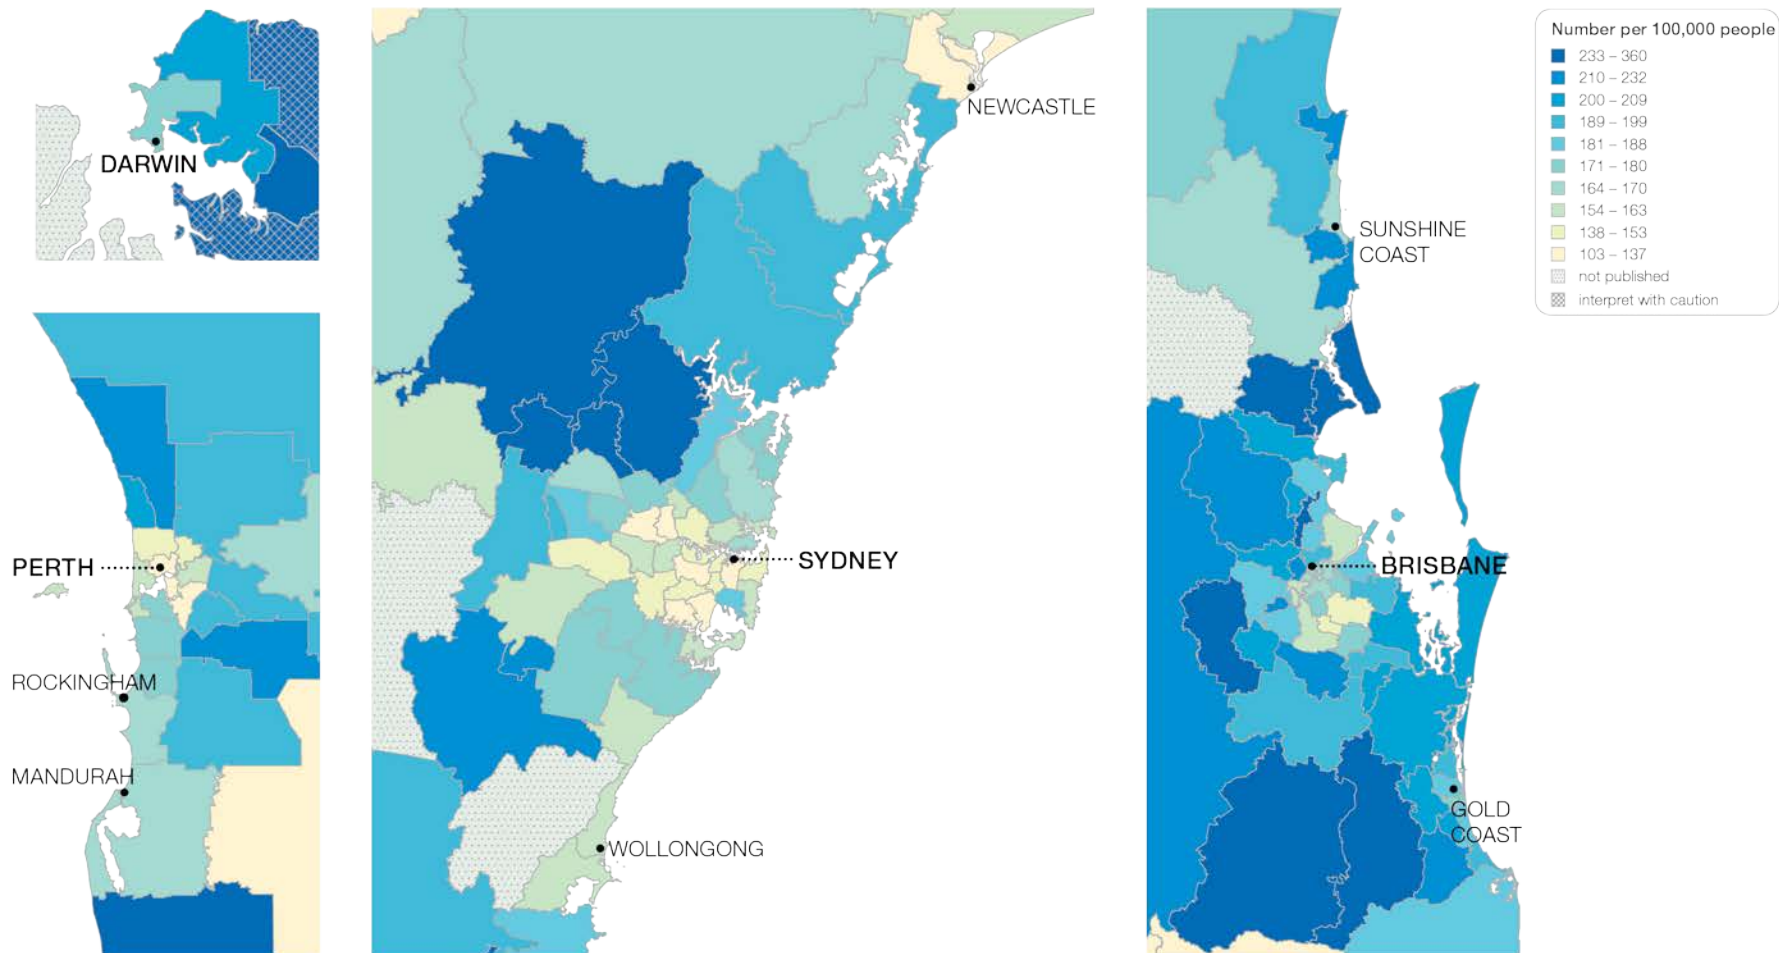 Number per 100,000 people
233 – 360
210 – 232
200 – 209
189 – 199
181 – 188
171 – 180
164 – 170
154 – 163
138 – 153
103 – 137
not published
interpret with caution
DARWIN
PERTH
ROCKINGHAM
MANDURAH
NEWCASTLE
SYDNEY
WOLLONGONG
SUNSHINE
COAST
BRISBANE
GOLD
COAST